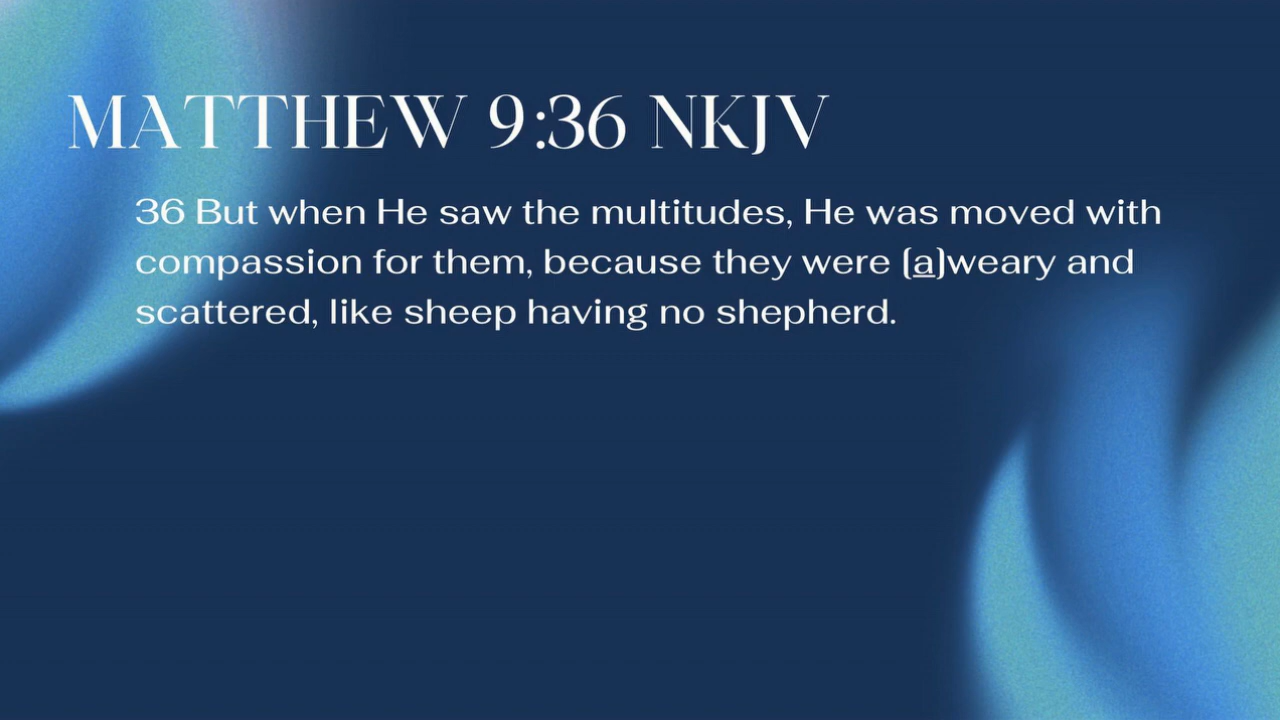 MATTHEW 9:36 NKJV
36 But when He saw the multitudes, He was moved with
compassion for them, because they were [a]weary and
scattered, like sheep having no shepherd.